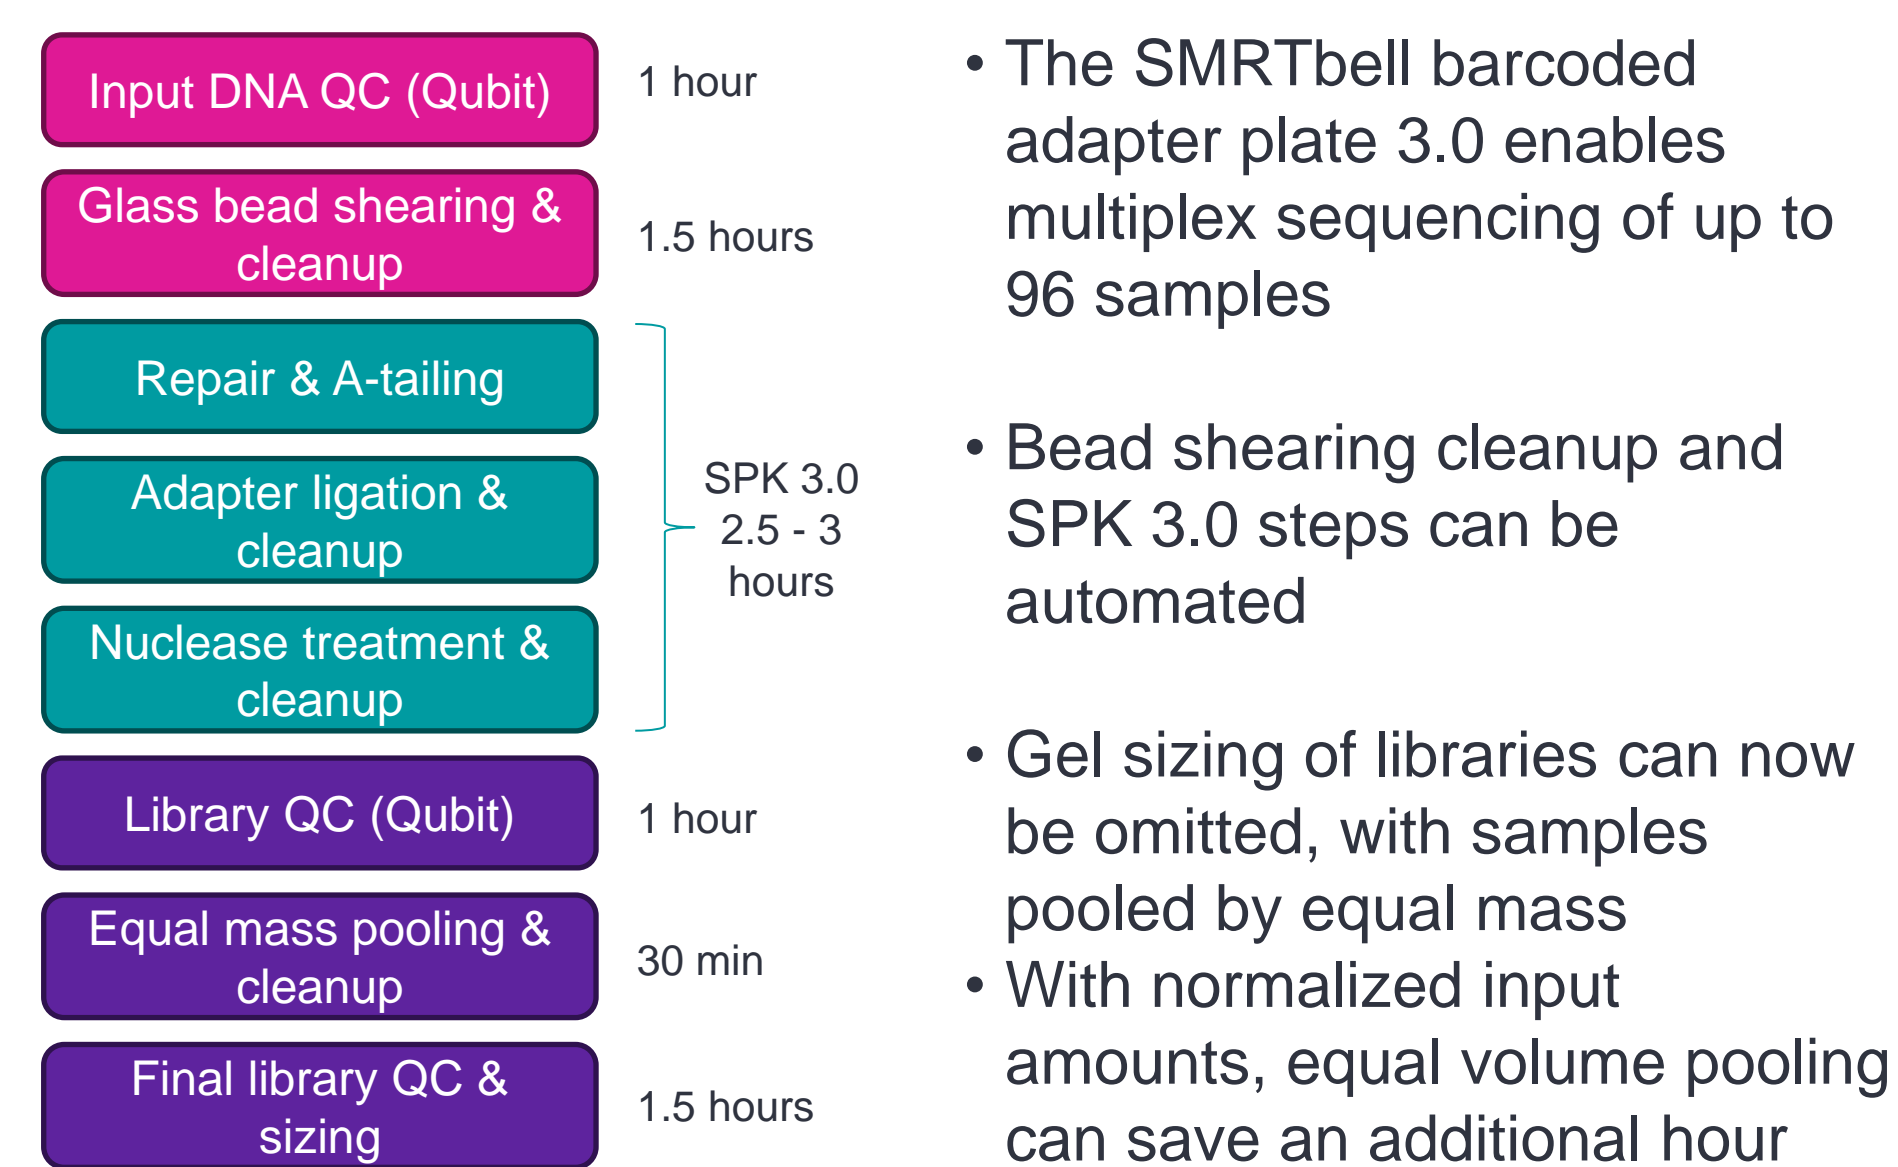 Input DNA QC (Qubit)
1 hour
Glass bead shearing &
cleanup
1.5 hours
Repair & A-tailing
Adapter ligation &
cleanup
Nuclease treatment &
cleanup
SPK 3.0
2.5 - 3
hours
Library QC (Qubit)
1 hour
Equal mass pooling &
cleanup
30 min
Final library QC &
sizing
1.5 hours
• The SMRTbell barcoded
adapter plate 3.0 enables
multiplex sequencing of up to
96 samples
• Bead shearing cleanup and
SPK 3.0 steps can be
automated
• Gel sizing of libraries can now
be omitted, with samples
pooled by equal mass
• With normalized input
amounts, equal volume pooling
can save an additional hour